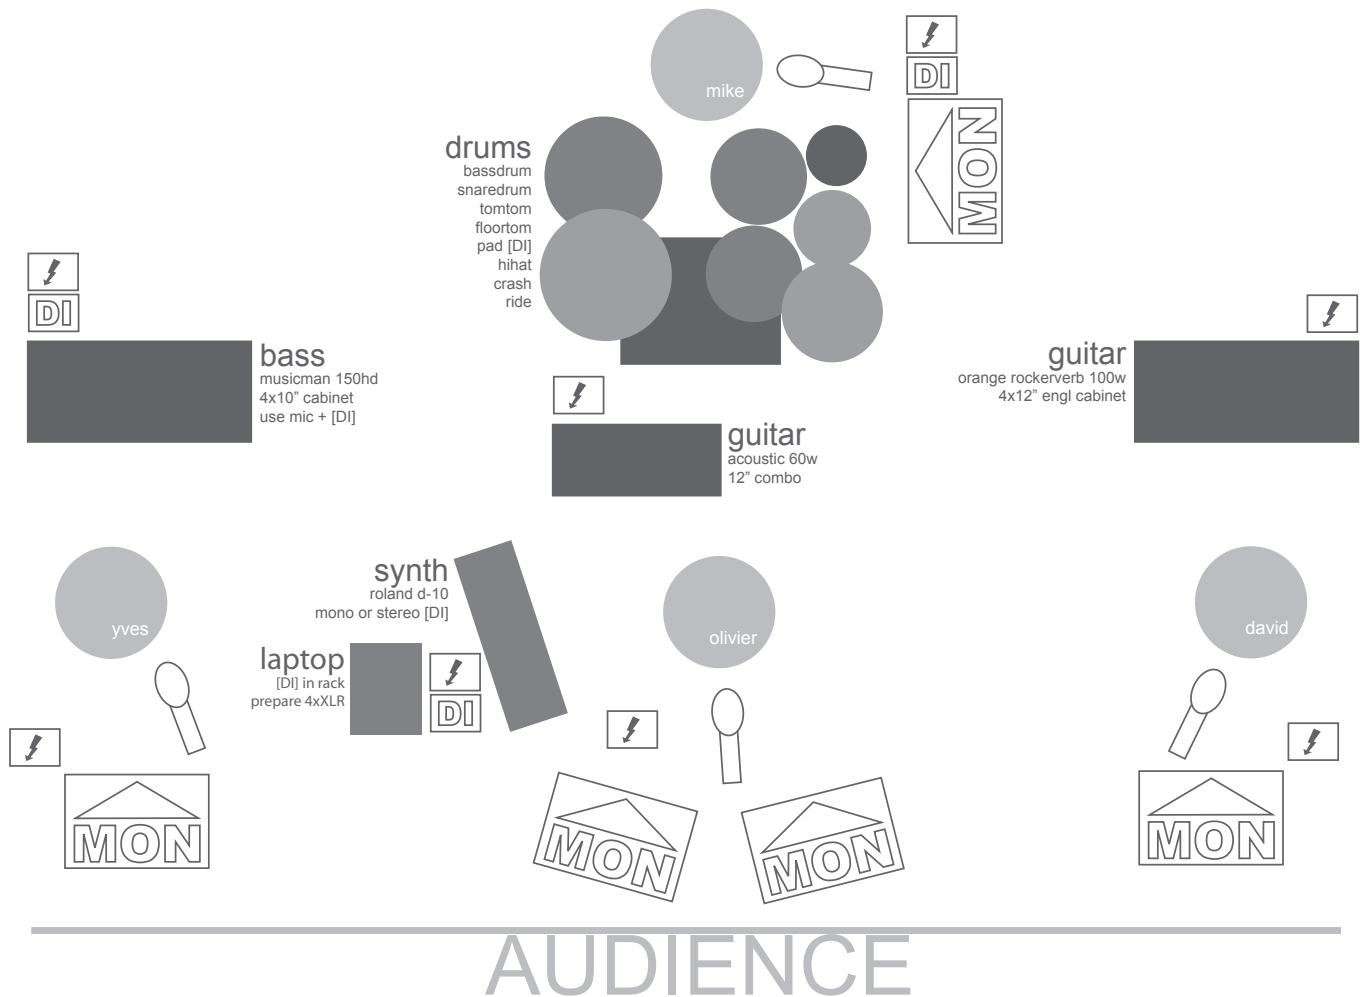 mike
DI
MON
drums
bassdrum
snaredrum
tomtom
floortom
pad [DI]
hihat
crash
ride
DI
bass
musicman 150hd
4x10” cabinet
use mic + [DI]
guitar
orange rockerverb 100w
4x12” engl cabinet
guitar
acoustic 60w
12” combo
yves
synth
roland d-10
mono or stereo [DI]
laptop
[DI] in rack
prepare 4xXLR
DI
olivier
david
MON
MON
MON
MON
AUDIENCE